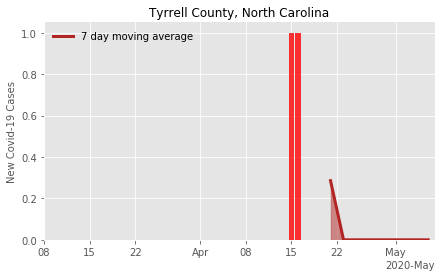 Tyrrell County, North Carolina
7 day moving average
New Covid-19 Cases
1.0
0.8
0.6
0.4
0.2
0.0
08 15 22 Apr 08 15 22 May
2020-May